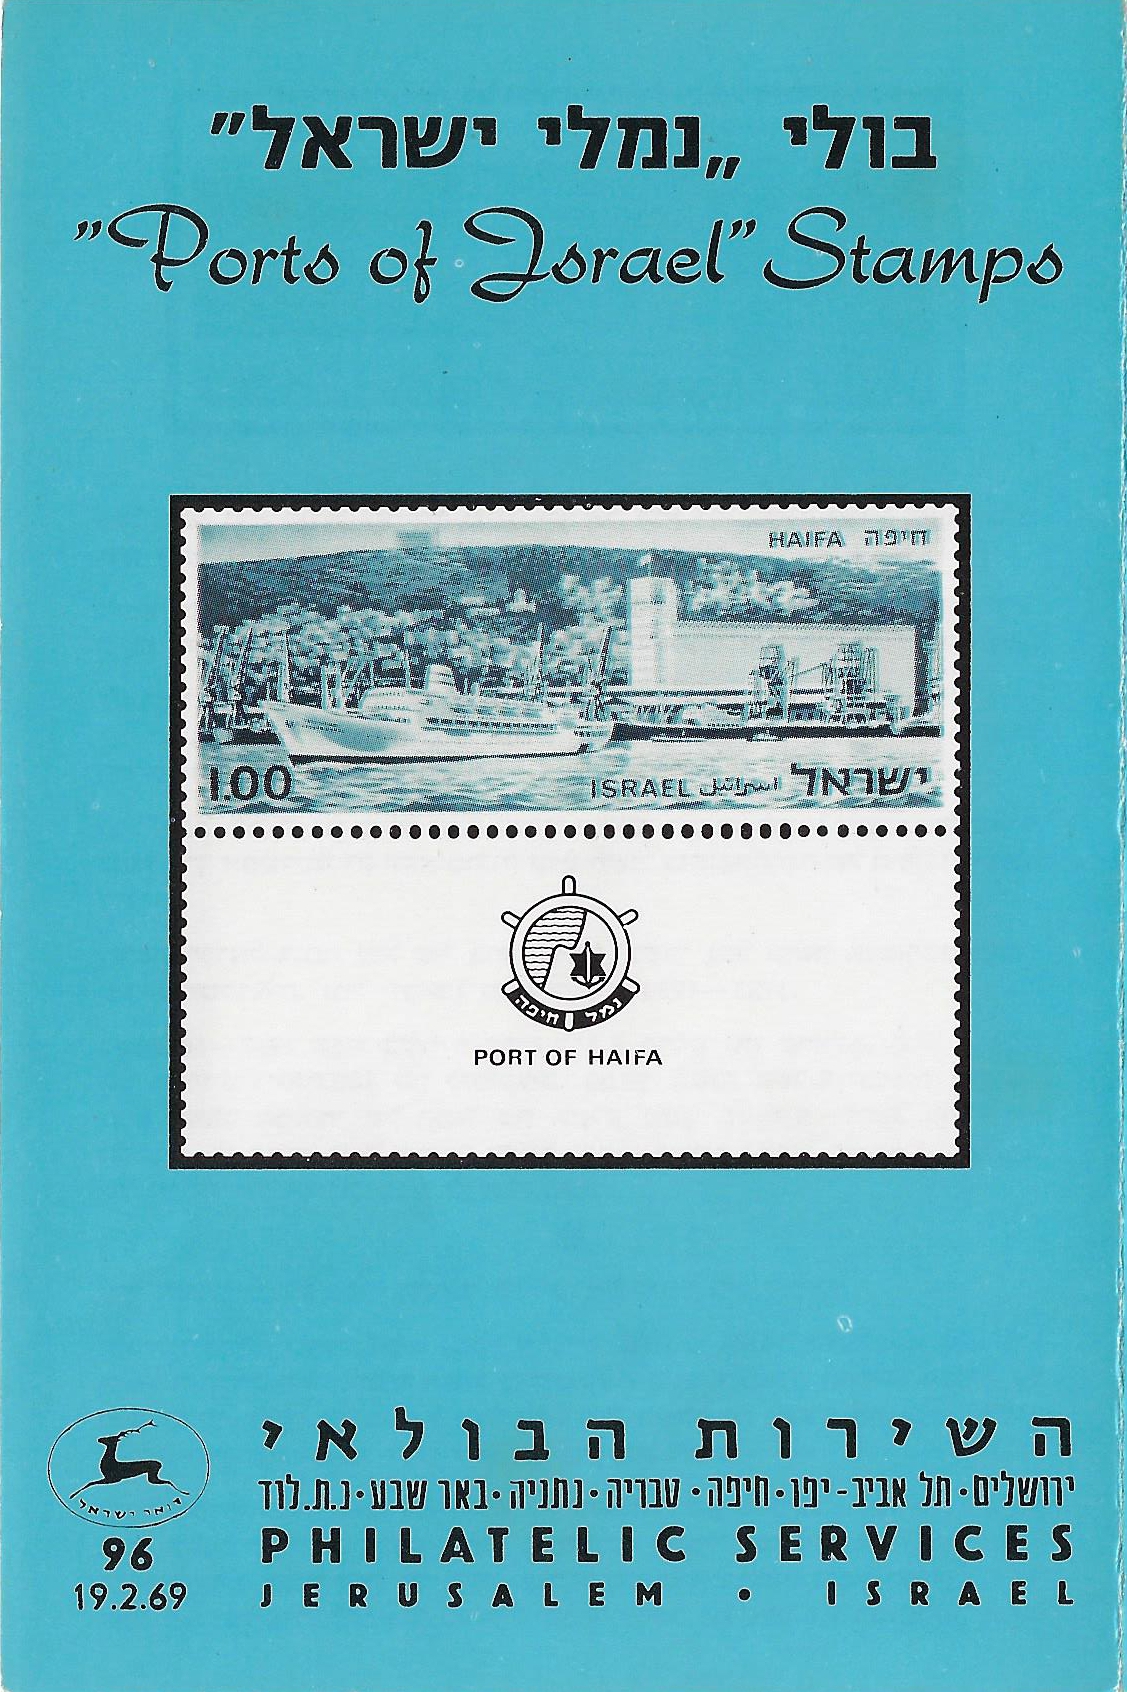 בולי „נמלי ישראל"
"Ports of Israel" Stamps
HAIFA חיפה
1.00 ISRAEL اسرائيل ישראל
נמל חיפה
PORT OF HAIFA
השירות הבולאי
ירושלים · תל אביב-יפו · חיפה · טבריה · נתניה · באר שבע · נ.ת. לוד
PHILATELIC SERVICES
JERUSALEM • ISRAEL
דואר ישראל
96
19.2.69